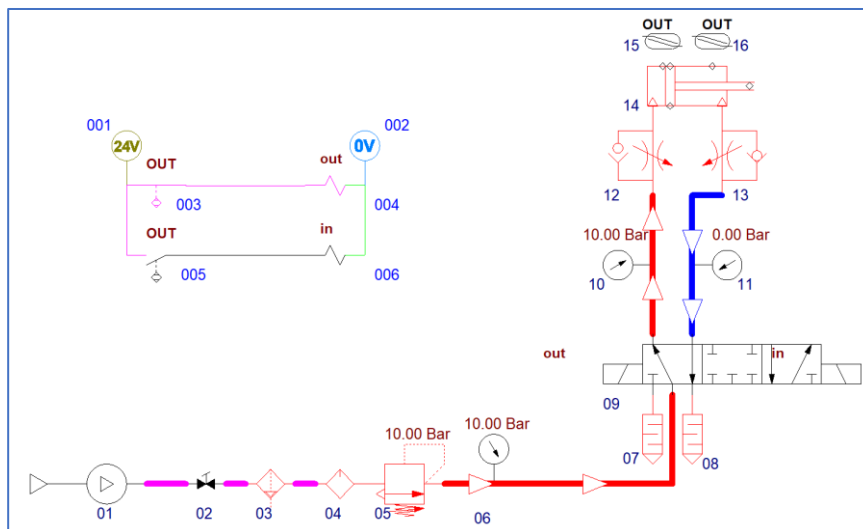 OUT OUT
15 16
14
001 002
24V 0V
OUT out
003 004
12 13
OUT in
005 006
10.00 Bar 0.00 Bar
10 11
out in
09
10.00 Bar
10.00 Bar
07 08
01 02 03 04 05 06